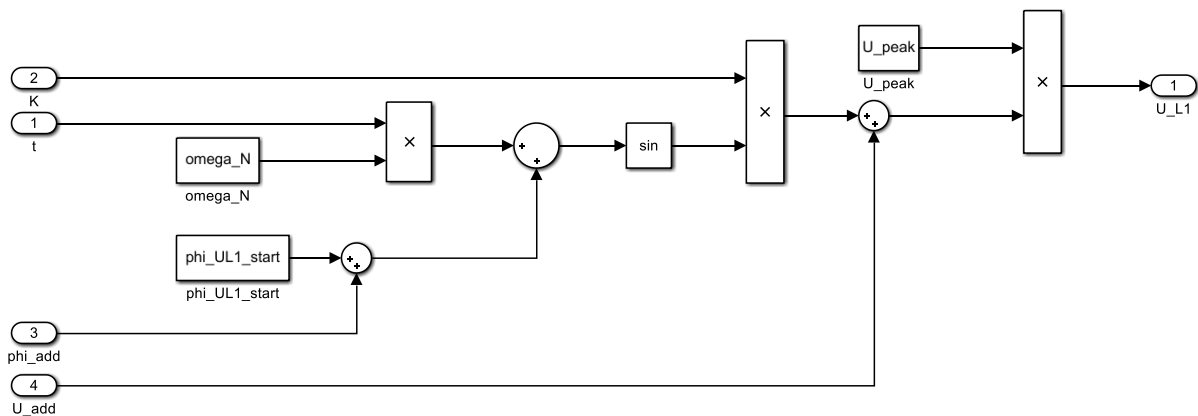 2
K
1
t
omega_N
omega_N
×
phi_UL1_start
phi_UL1_start
3
phi_add
4
U_add
+
+
+
+
sin
×
U_peak
U_peak
+
+
×
1
U_L1